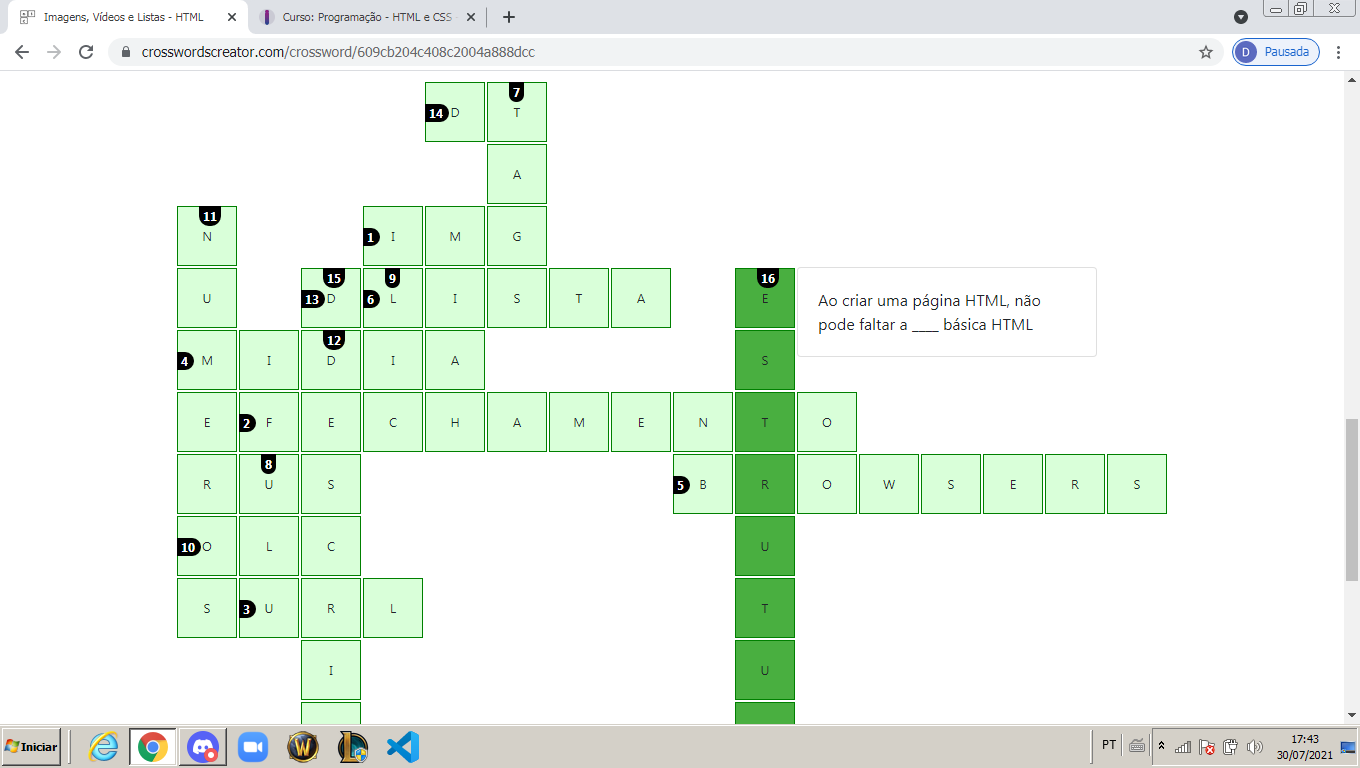 Imagens, Vídeos e Listas - HTML
Curso: Programação - HTML e CSS
crosswordscreator.com/crossword/609cb204c408c2004a888dcc
D Pausada
14 D 7 T
A
11 N 1 I M G
U 15 13 D 9 6 L I S T A 16 E
Ao criar uma página HTML, não
pode faltar a ____ básica HTML
4 M I 12 D I A S
E 2 F E C H A M E N T O
R 8 U S 5 B R O W S E R S
10 O L C U
S 3 U R L T
I U
Iniciar
PT
17:43
30/07/2021